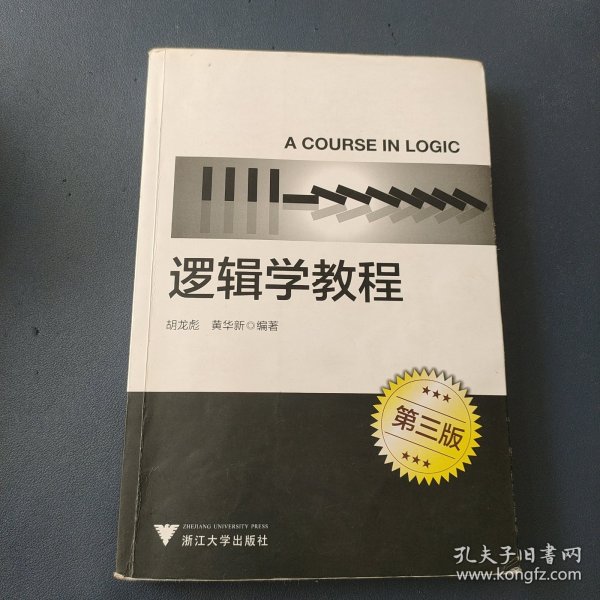 A COURSE IN LOGIC
逻辑学教程
胡龙彪 黄华新◎编著
★★★
第三版
★★★
ZHEJIANG UNIVERSITY PRESS
浙江大学出版社
孔夫子旧书网
www.kongfz.com